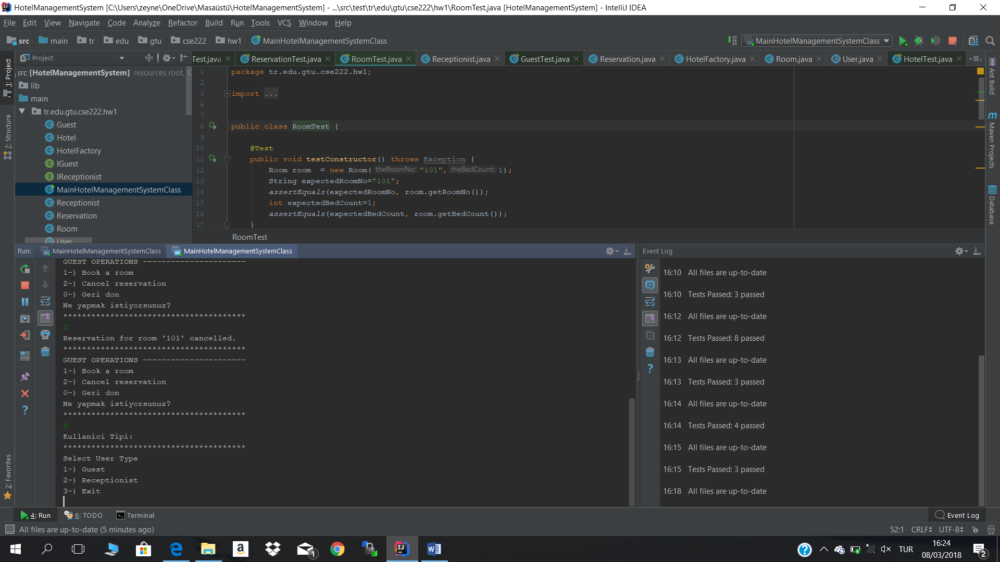 HotelManagementSystem [C:\Users\zeyne\OneDrive\Masaüstü\HotelManagementSystem] - ...\src\test\tr\edu\gtu\cse222\hw1\RoomTest.java [HotelManagementSystem] - IntelliJ IDEA
File Edit View Navigate Code Analyze Refactor Build Run Tools VCS Window Help
src main tr edu gtu cse222 hw1 MainHotelManagementSystemClass
MainHotelManagementSystemClass
1: Project
7: Structure
2: Favorites
Project
src [HotelManagementSystem] resources root,
lib
main
tr.edu.gtu.cse222.hw1
Guest
Hotel
HotelFactory
IGuest
IReceptionist
MainHotelManagementSystemClass
Receptionist
Reservation
Room
User
Test.java ReservationTest.java RoomTest.java Receptionist.java GuestTest.java Reservation.java HotelFactory.java Room.java User.java HotelTest.java
1 package tr.edu.gtu.cse222.hw1;
2
3 import ...
6
7
8 public class RoomTest {
9
10 @Test
11 public void testConstructor() throws Exception {
12 Room room  = new Room( theRoomNo: "101", theBedCount: 1);
13 String expectedRoomNo="101";
14 assertEquals(expectedRoomNo, room.getRoomNo());
15 int expectedBedCount=1;
16 assertEquals(expectedBedCount, room.getBedCount());
17 }
RoomTest
Ant Build
Maven Projects
Database
Run: MainHotelManagementSystemClass MainHotelManagementSystemClass
GUEST OPERATIONS ----------------------
1-) Book a room
2-) Cancel reservation
0-) Geri don
Ne yapmak istiyorsunuz?
***************************************
2
Reservation for room '101' cancelled.
***************************************
GUEST OPERATIONS ----------------------
1-) Book a room
2-) Cancel reservation
0-) Geri don
Ne yapmak istiyorsunuz?
***************************************
0
Kullanici Tipi:
***************************************
Select User Type
1-) Guest
2-) Receptionist
3-) Exit
Event Log
16:10 All files are up-to-date
16:10 Tests Passed: 3 passed
16:12 All files are up-to-date
16:12 Tests Passed: 8 passed
16:13 All files are up-to-date
16:13 Tests Passed: 3 passed
16:14 All files are up-to-date
16:14 Tests Passed: 4 passed
16:15 All files are up-to-date
16:15 Tests Passed: 3 passed
16:18 All files are up-to-date
4: Run 6: TODO Terminal Event Log
All files are up-to-date (5 minutes ago) 52:1 CRLF UTF-8
TUR 16:24
08/03/2018